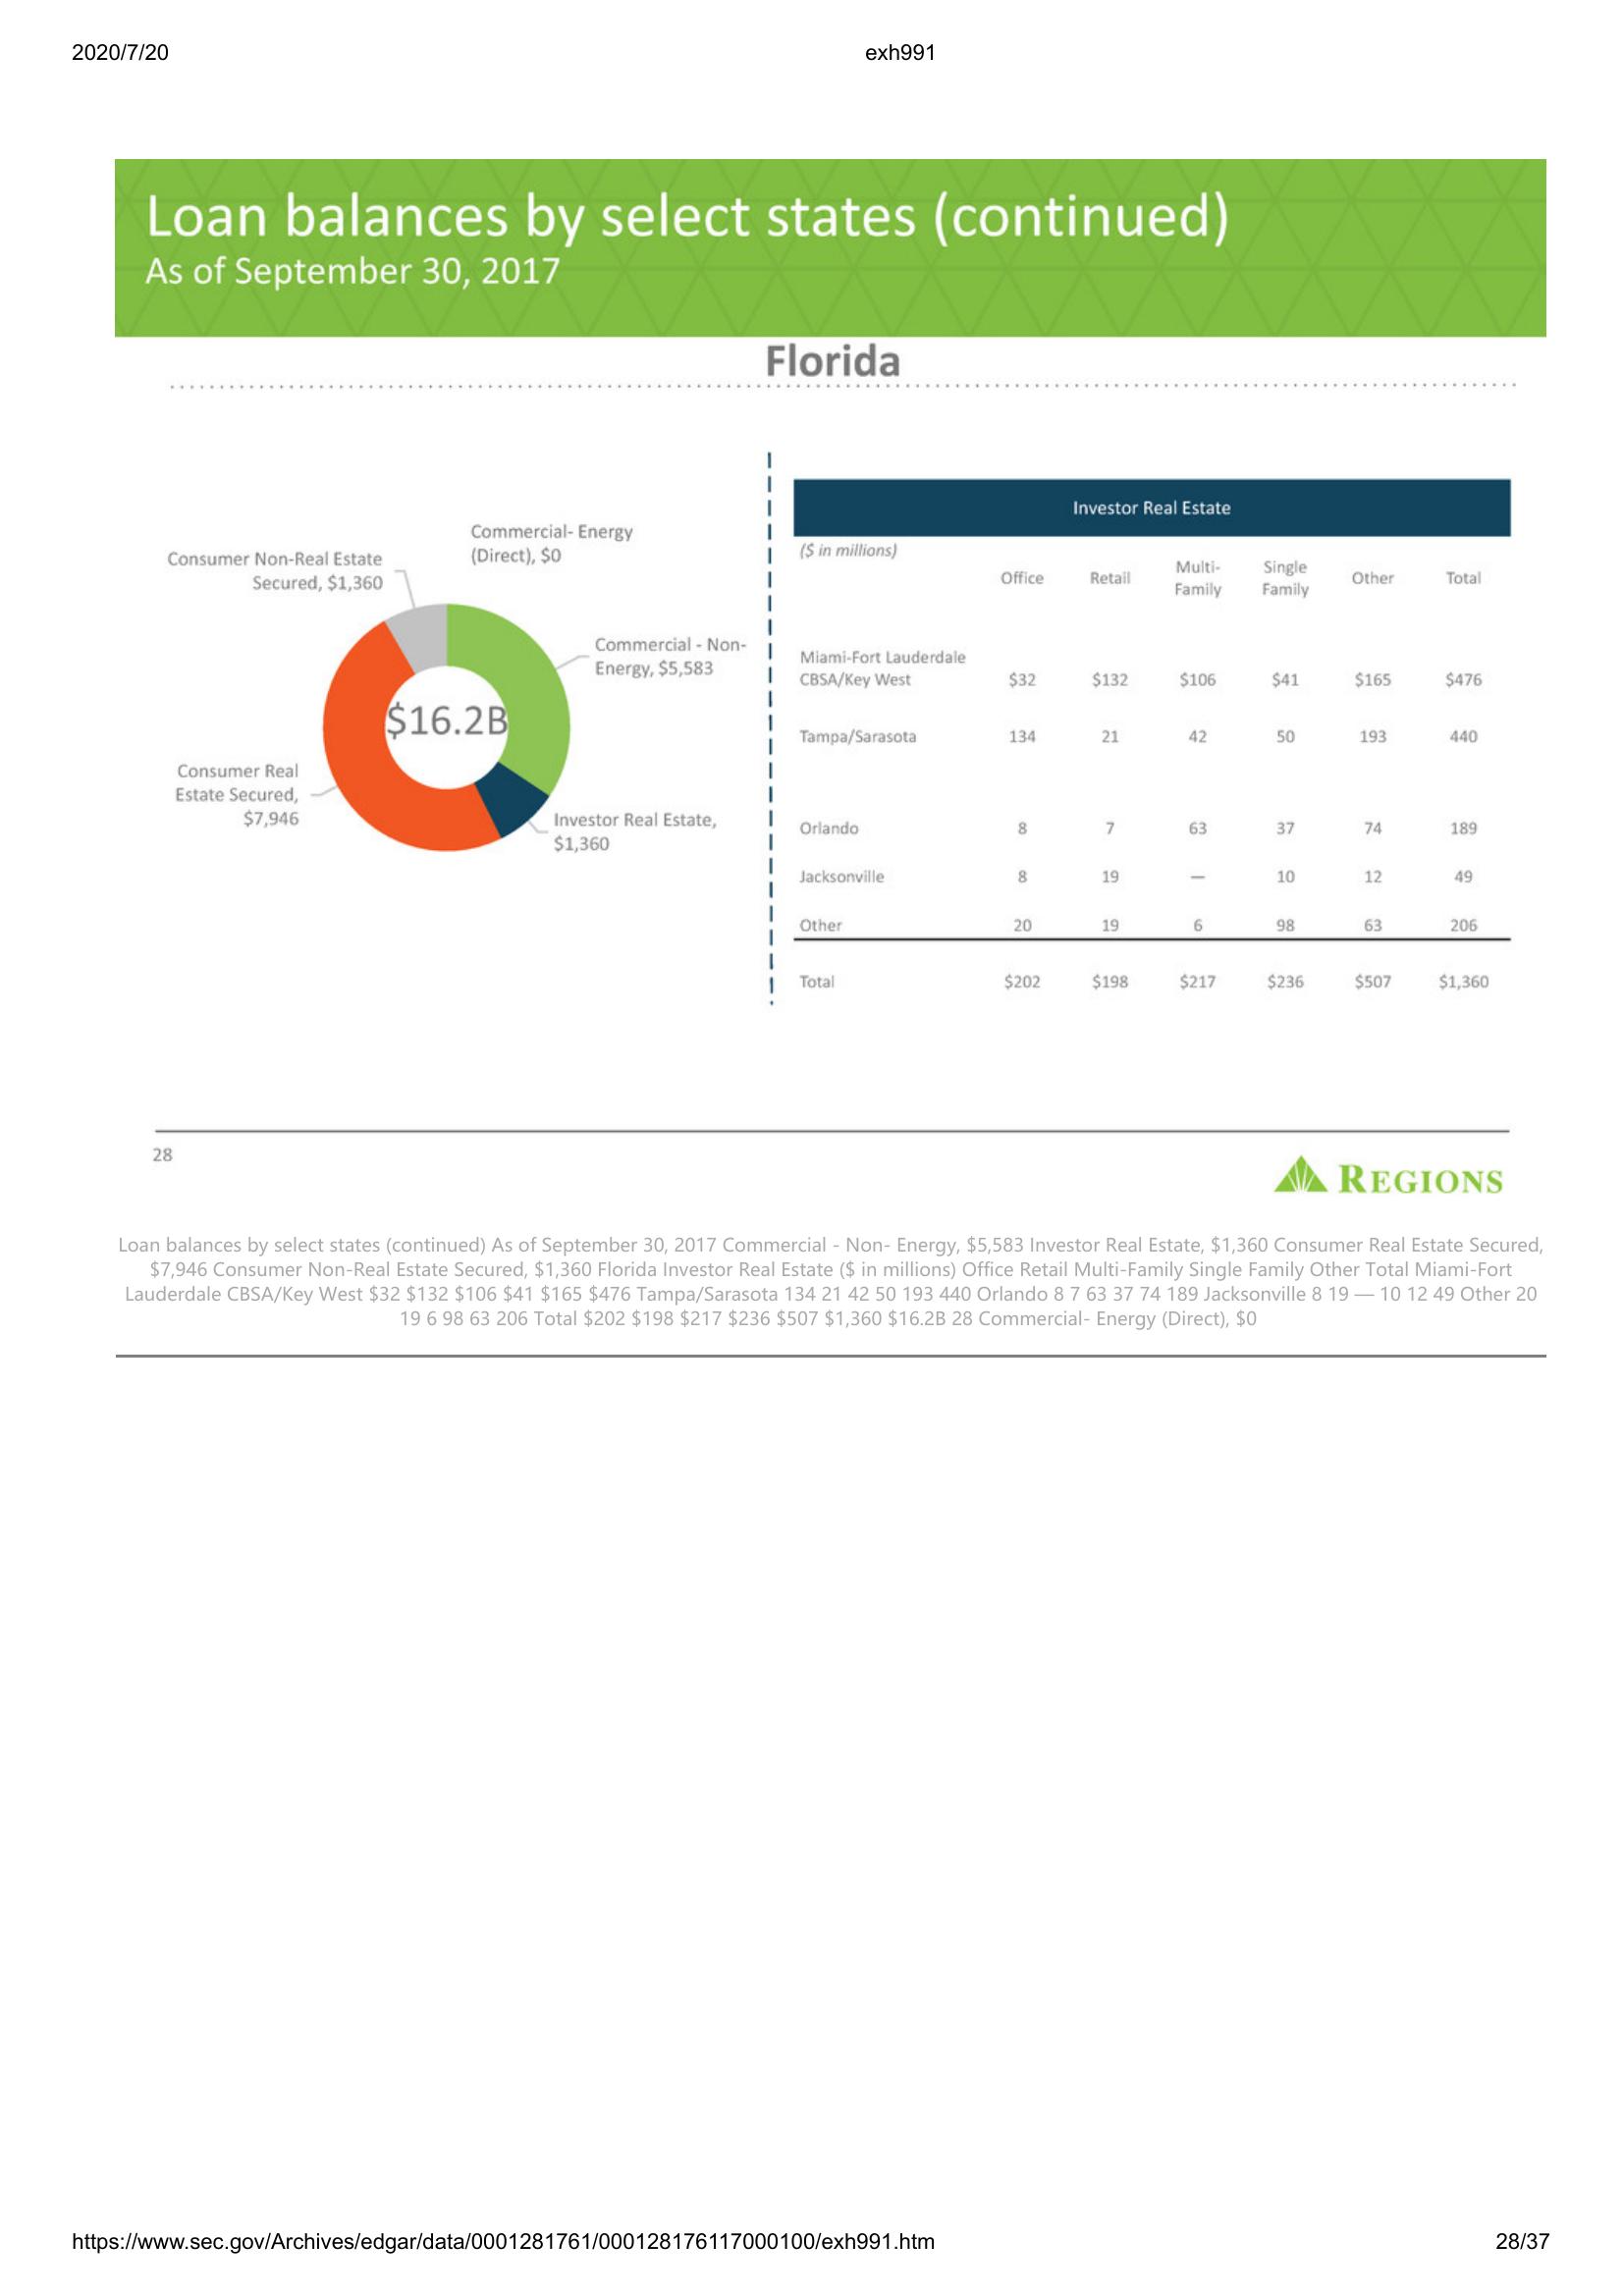 2020/7/20 exh991
Loan balances by select states (continued)
As of September 30, 2017
Florida
Commercial- Energy
(Direct), $0
Consumer Non-Real Estate
Secured, $1,360
Commercial - Non-
Energy, $5,583
$16.2B
Consumer Real
Estate Secured,
$7,946
Investor Real Estate,
$1,360
Investor Real Estate
($ in millions)
Office Retail Multi-Family Single Family Other Total
Miami-Fort Lauderdale
CBSA/Key West $32 $132 $106 $41 $165 $476
Tampa/Sarasota 134 21 42 50 193 440
Orlando 8 7 63 37 74 189
Jacksonville 8 19 — 10 12 49
Other 20 19 6 98 63 206
Total $202 $198 $217 $236 $507 $1,360
28
REGIONS
Loan balances by select states (continued) As of September 30, 2017 Commercial - Non- Energy, $5,583 Investor Real Estate, $1,360 Consumer Real Estate Secured,
$7,946 Consumer Non-Real Estate Secured, $1,360 Florida Investor Real Estate ($ in millions) Office Retail Multi-Family Single Family Other Total Miami-Fort
Lauderdale CBSA/Key West $32 $132 $106 $41 $165 $476 Tampa/Sarasota 134 21 42 50 193 440 Orlando 8 7 63 37 74 189 Jacksonville 8 19 — 10 12 49 Other 20
19 6 98 63 206 Total $202 $198 $217 $236 $507 $1,360 $16.2B 28 Commercial- Energy (Direct), $0
https://www.sec.gov/Archives/edgar/data/0001281761/000128176117000100/exh991.htm 28/37